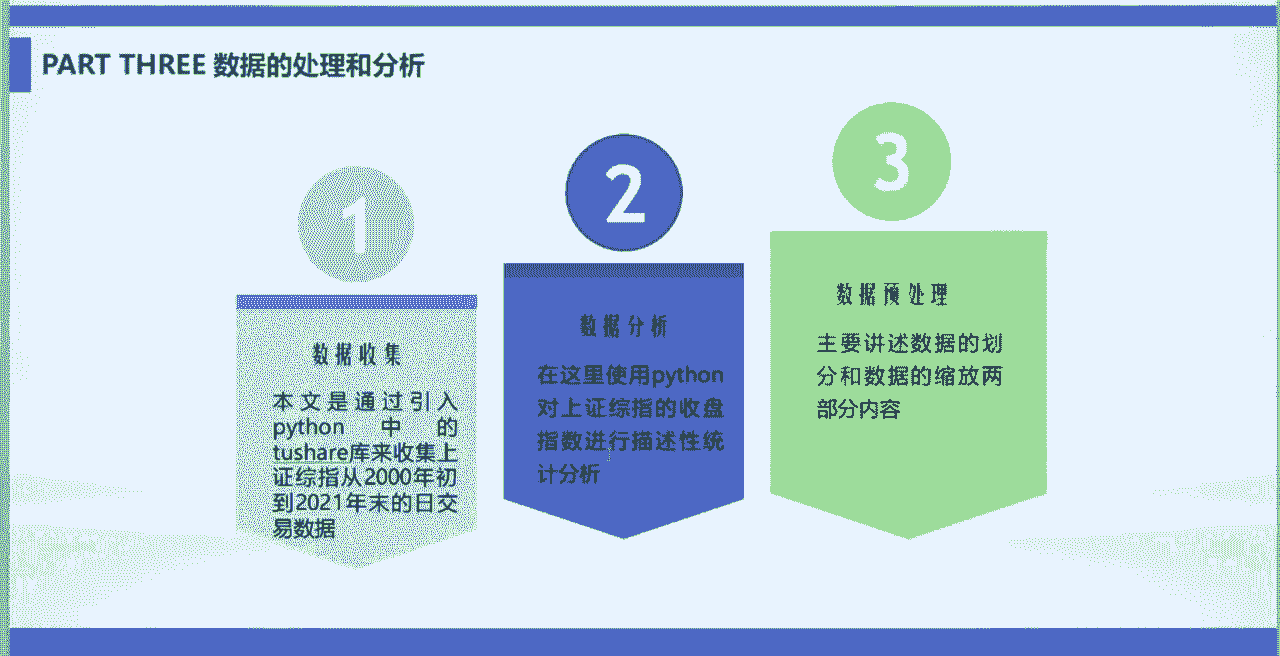 PART THREE 数据的处理和分析
1
数据收集
本文是通过引入
python中的
tushare库来收集上
证综指从2000年初
到2021年末的日交
易数据
2
数据分析
在这里使用python
对上证综指的收盘
指数进行描述性统
计分析
3
数据预处理
主要讲述数据的划
分和数据的缩放两
部分内容